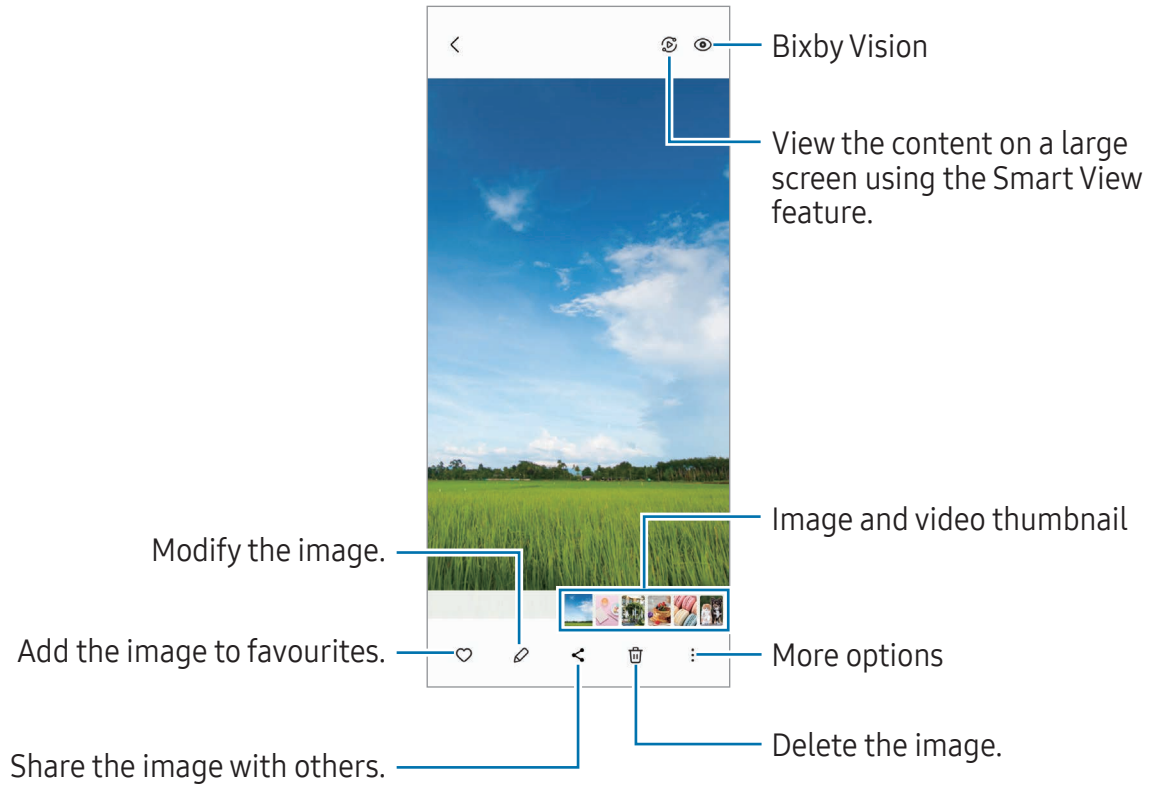 Bixby Vision
View the content on a large
screen using the Smart View
feature.
Image and video thumbnail
Modify the image.
Add the image to favourites.
More options
Delete the image.
Share the image with others.